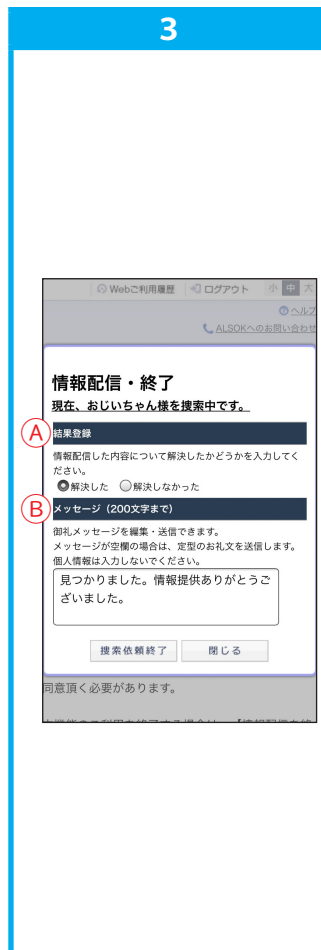 3
Webご利用履歴 ログアウト 小 中 大
ヘルプ
ALSOKへのお問い合わせ
情報配信・終了
現在、おじいちゃん様を捜索中です。
A 結果登録
情報配信した内容について解決したかどうかを入力してく
ださい。
解決した 解決しなかった
B メッセージ（200文字まで）
御礼メッセージを編集・送信できます。
メッセージが空欄の場合は、定型のお礼文を送信します。
個人情報は入力しないでください。
見つかりました。情報提供ありがとうご
ざいました。
捜索依頼終了 閉じる
同意頂く必要があります。